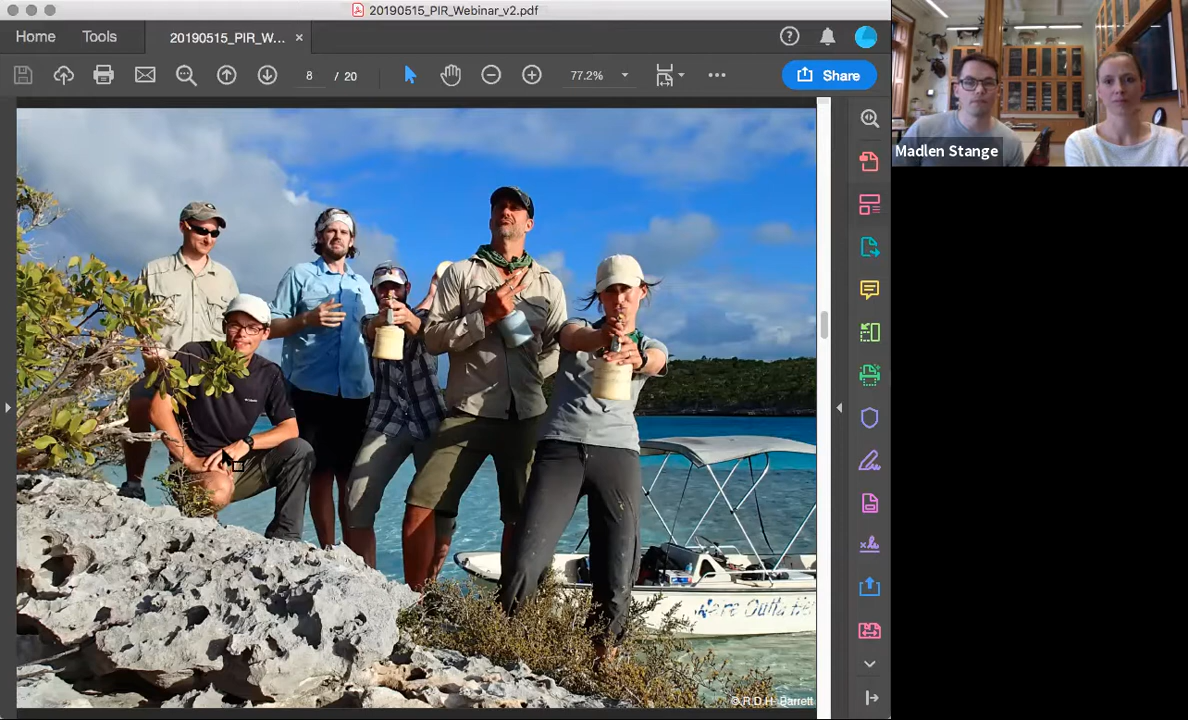 20190515_PIR_Webinar_v2.pdf
Home
Tools
20190515_PIR_W...
8
/ 20
77.2%
Share
Madlen Stange
© R.D.H. Barrett